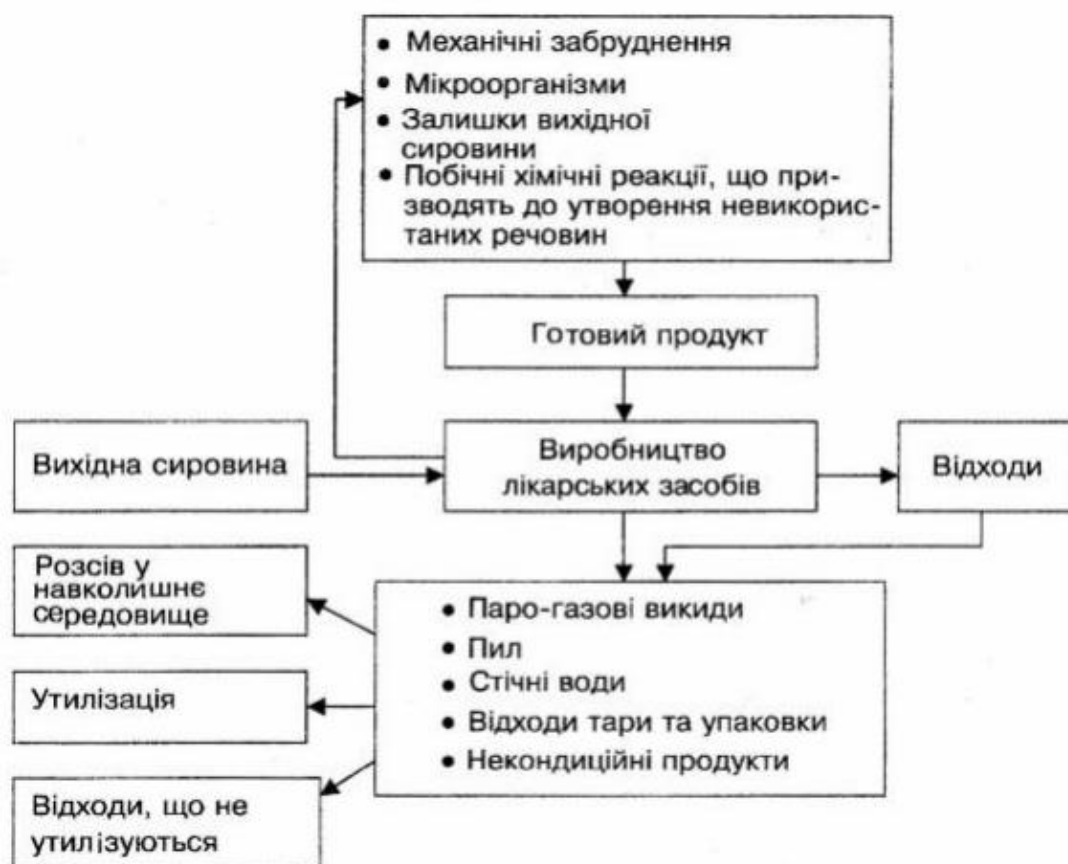 • Механічні забруднення
• Мікроорганізми
• Залишки вихідної
сировини
• Побічні хімічні реакції, що при-
зводять до утворення невикорис-
таних речовин
Готовий продукт
Вихідна сировина
Виробництво
лікарських засобів
Відходи
Розсів у
навколишнє
середовище
Утилізація
Відходи, що не
утилізуються
• Паро-газові викиди
• Пил
• Стічні води
• Відходи тари та упаковки
• Некондиційні продукти